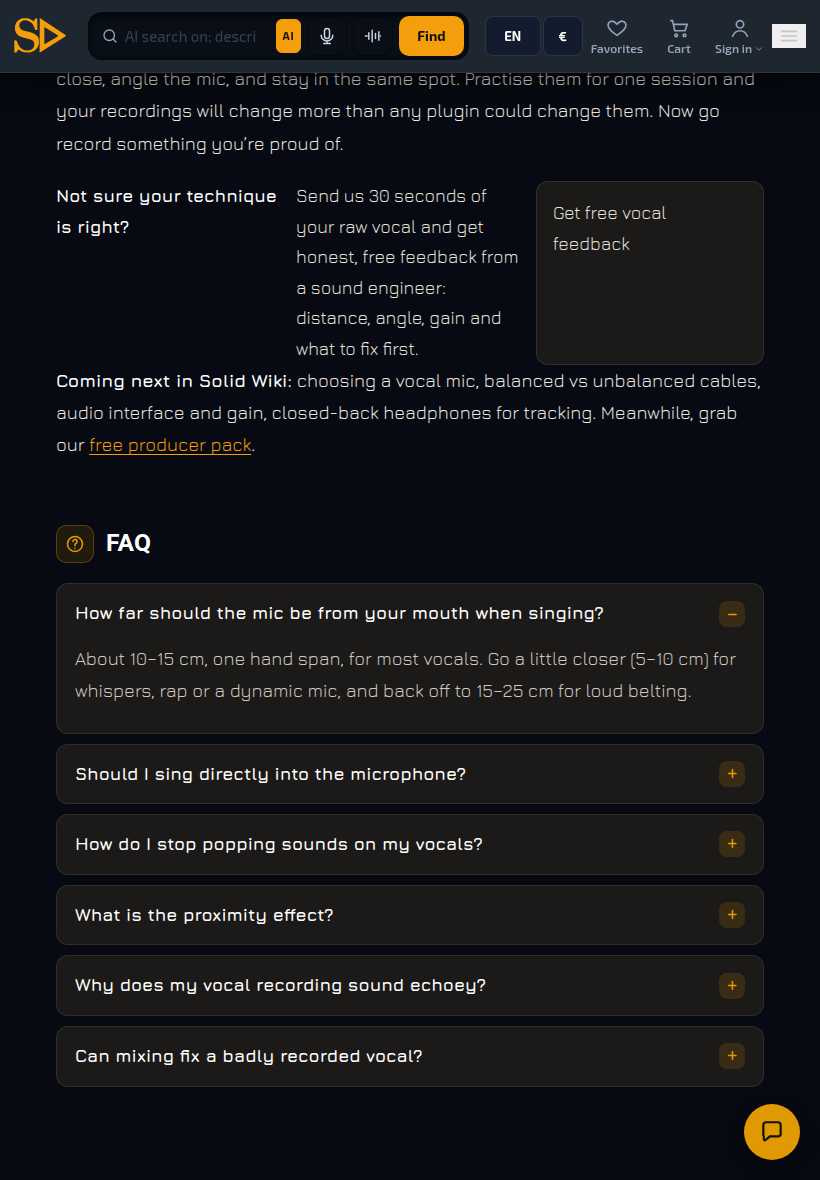 SD
AI search on: descri
AI
Find
EN
€
Favorites
Cart
Sign in
close, angle the mic, and stay in the same spot. Practise them for one session and
your recordings will change more than any plugin could change them. Now go
record something you’re proud of.
Not sure your technique
is right?
Send us 30 seconds of
your raw vocal and get
honest, free feedback from
a sound engineer:
distance, angle, gain and
what to fix first.
Get free vocal
feedback
Coming next in Solid Wiki: choosing a vocal mic, balanced vs unbalanced cables,
audio interface and gain, closed-back headphones for tracking. Meanwhile, grab
our free producer pack.
FAQ
How far should the mic be from your mouth when singing?
About 10–15 cm, one hand span, for most vocals. Go a little closer (5–10 cm) for
whispers, rap or a dynamic mic, and back off to 15–25 cm for loud belting.
Should I sing directly into the microphone?
How do I stop popping sounds on my vocals?
What is the proximity effect?
Why does my vocal recording sound echoey?
Can mixing fix a badly recorded vocal?